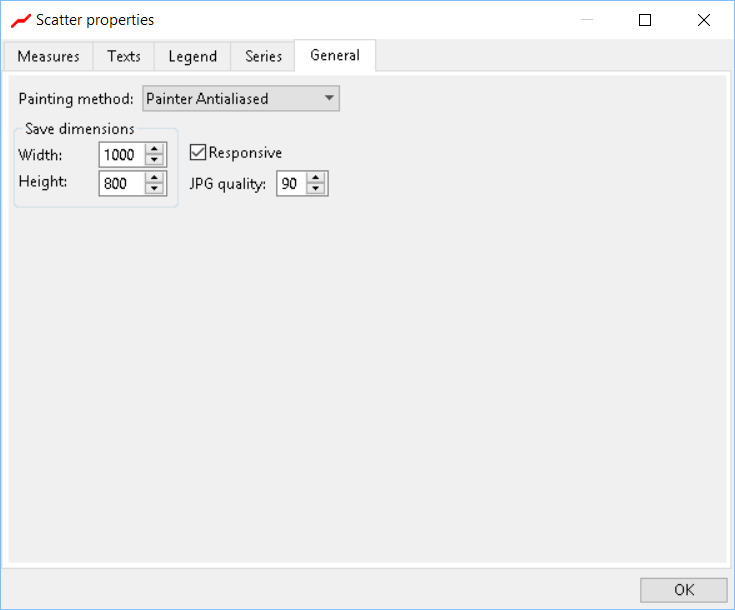 Scatter properties
Measures Texts Legend Series General
Painting method: Painter Antialiased
Save dimensions
Width: 1000 Responsive
Height: 800 JPG quality: 90
OK